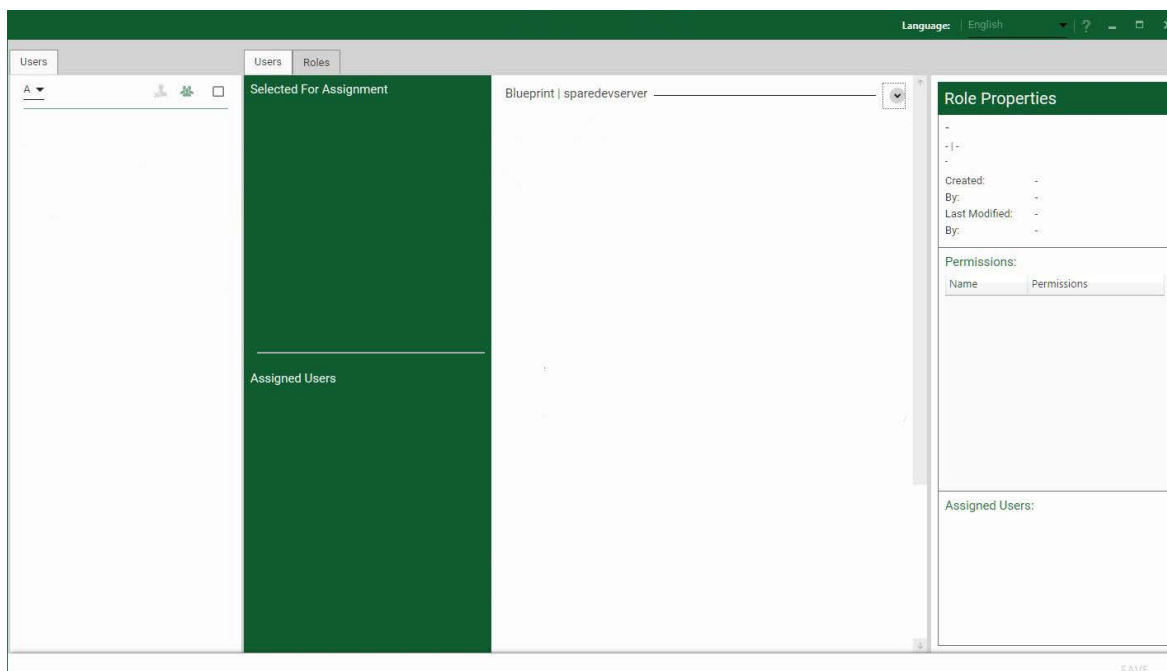 Language: | English | ?
Users
Users Roles
A
Selected For Assignment
Blueprint | sparedevserver
Assigned Users
Role Properties
-
- | -
-
Created: -
By: -
Last Modified: -
By: -
Permissions:
Name Permissions
Assigned Users:
SAVE